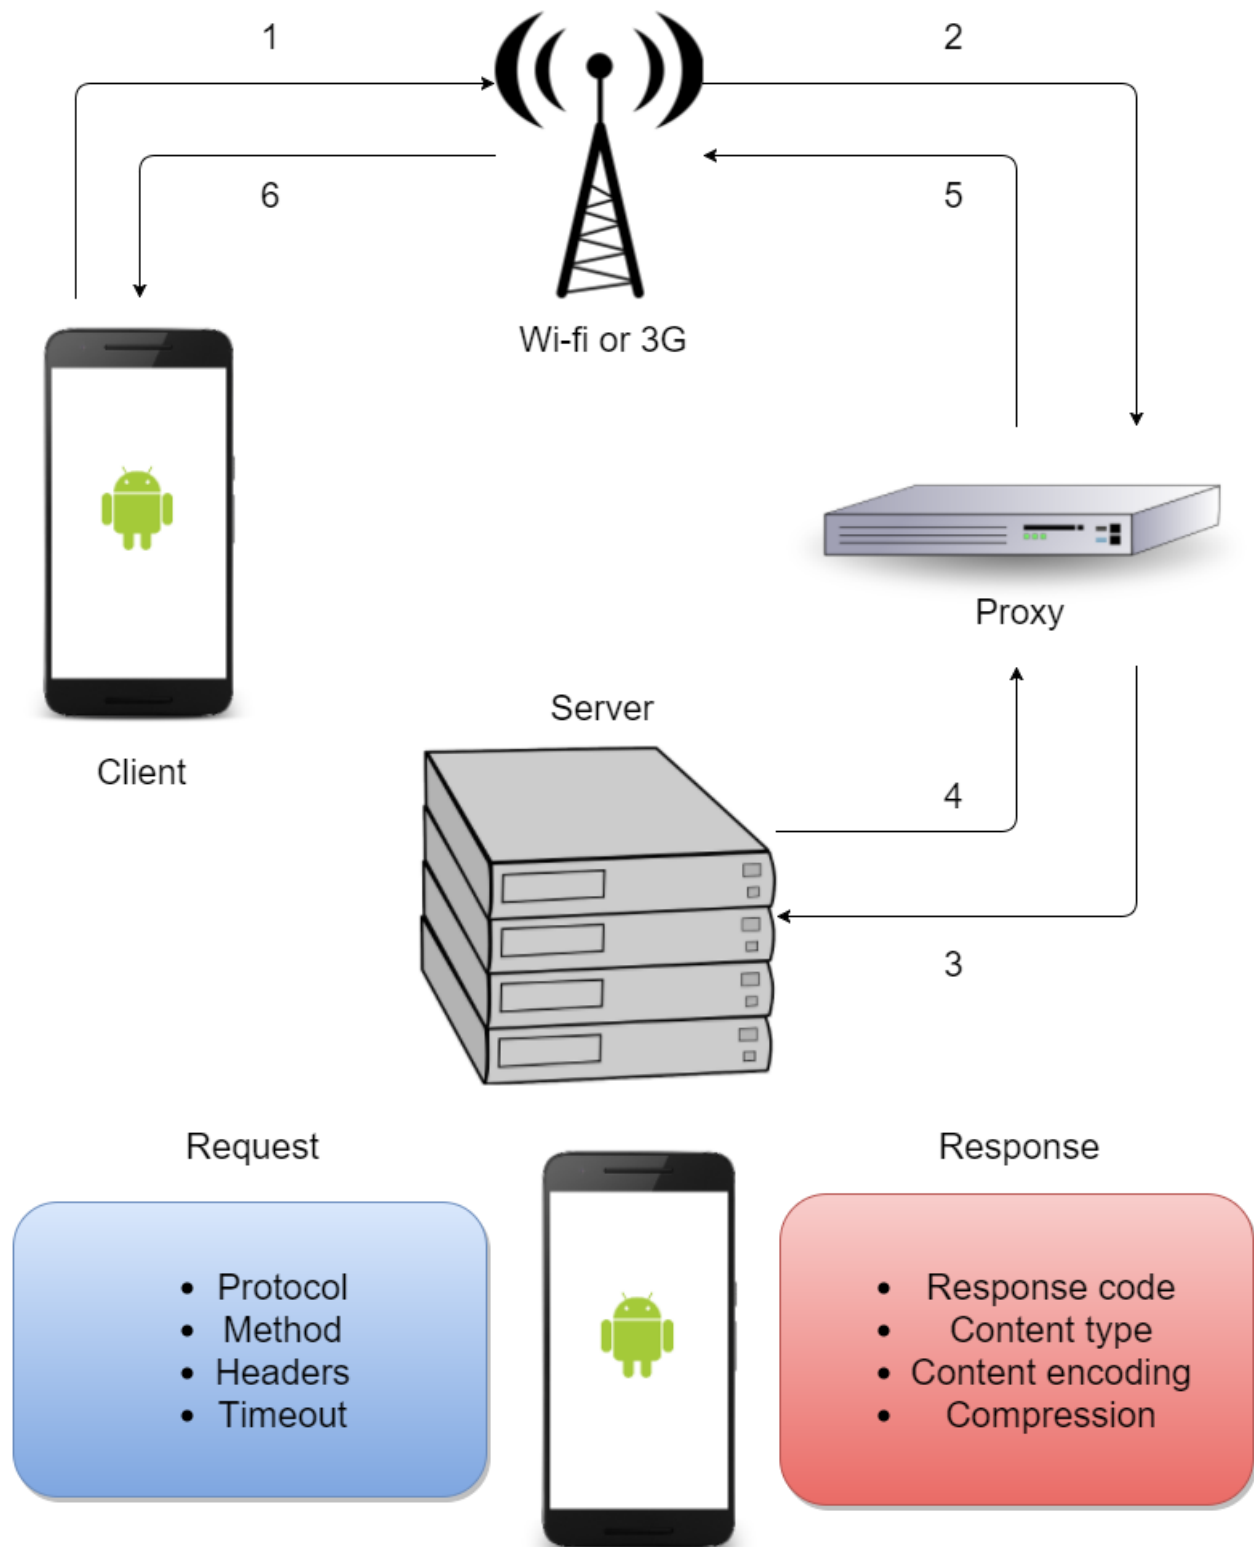 1
2
6
5
Wi-fi or 3G
Proxy
Server
Client
4
3
Request
Response
• Protocol
• Method
• Headers
• Timeout
• Response code
• Content type
• Content encoding
• Compression